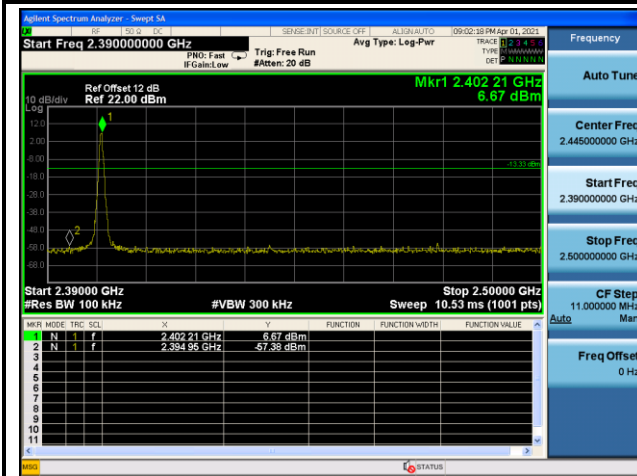 Agilent Spectrum Analyzer - Swept SA
RF 50 Ω DC SENSE:INT SOURCE OFF ALIGN AUTO 09:02:18 PM Apr 01, 2021
Start Freq 2.390000000 GHz
PNO: Fast
IFGain:Low
Trig: Free Run
#Atten: 20 dB
Avg Type: Log-Pwr
TRACE 1 2 3 4 5 6
TYPE M
DET P N N N N N
Ref Offset 12 dB
10 dB/div Ref 22.00 dBm
Mkr1 2.402 21 GHz
6.67 dBm
Log
1
12.0
2.00
-8.00
-13.33 dBm
-18.0
-28.0
-38.0
-48.0
2
-58.0
-68.0
Start 2.39000 GHz Stop 2.50000 GHz
#Res BW 100 kHz #VBW 300 kHz Sweep 10.53 ms (1001 pts)
MKR MODE TRC SCL X Y FUNCTION FUNCTION WIDTH FUNCTION VALUE
1 N 1 f 2.402 21 GHz 6.67 dBm
2 N 1 f 2.394 95 GHz -57.38 dBm
3
4
5
6
7
8
9
10
11
MSG STATUS
Frequency
Auto Tune
Center Freq
2.445000000 GHz
Start Freq
2.390000000 GHz
Stop Freq
2.500000000 GHz
CF Step
11.000000 MHz
Auto Man
Freq Offset
0 Hz